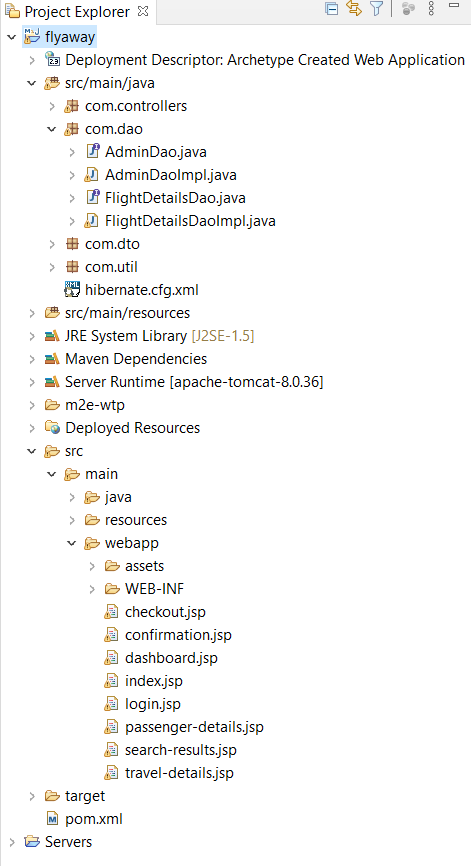 Project Explorer
flyaway
Deployment Descriptor: Archetype Created Web Application
src/main/java
com.controllers
com.dao
AdminDao.java
AdminDaoImpl.java
FlightDetailsDao.java
FlightDetailsDaoImpl.java
com.dto
com.util
hibernate.cfg.xml
src/main/resources
JRE System Library [J2SE-1.5]
Maven Dependencies
Server Runtime [apache-tomcat-8.0.36]
m2e-wtp
Deployed Resources
src
main
java
resources
webapp
assets
WEB-INF
checkout.jsp
confirmation.jsp
dashboard.jsp
index.jsp
login.jsp
passenger-details.jsp
search-results.jsp
travel-details.jsp
target
pom.xml
Servers